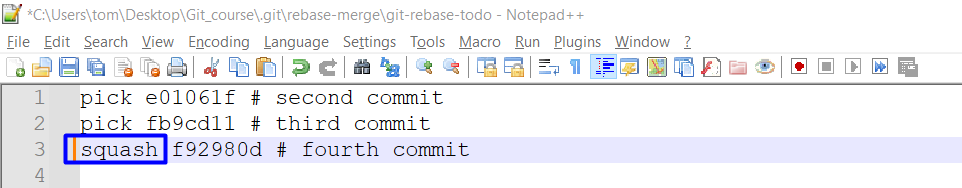 *C:\Users\tom\Desktop\Git_course\.git\rebase-merge\git-rebase-todo - Notepad++
File Edit Search View Encoding Language Settings Tools Macro Run Plugins Window ?
1 pick e01061f # second commit
2 pick fb9cd11 # third commit
3 squash f92980d # fourth commit
4